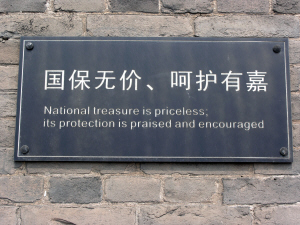 国保无价、呵护有嘉
National treasure is priceless;
its protection is praised and encouraged